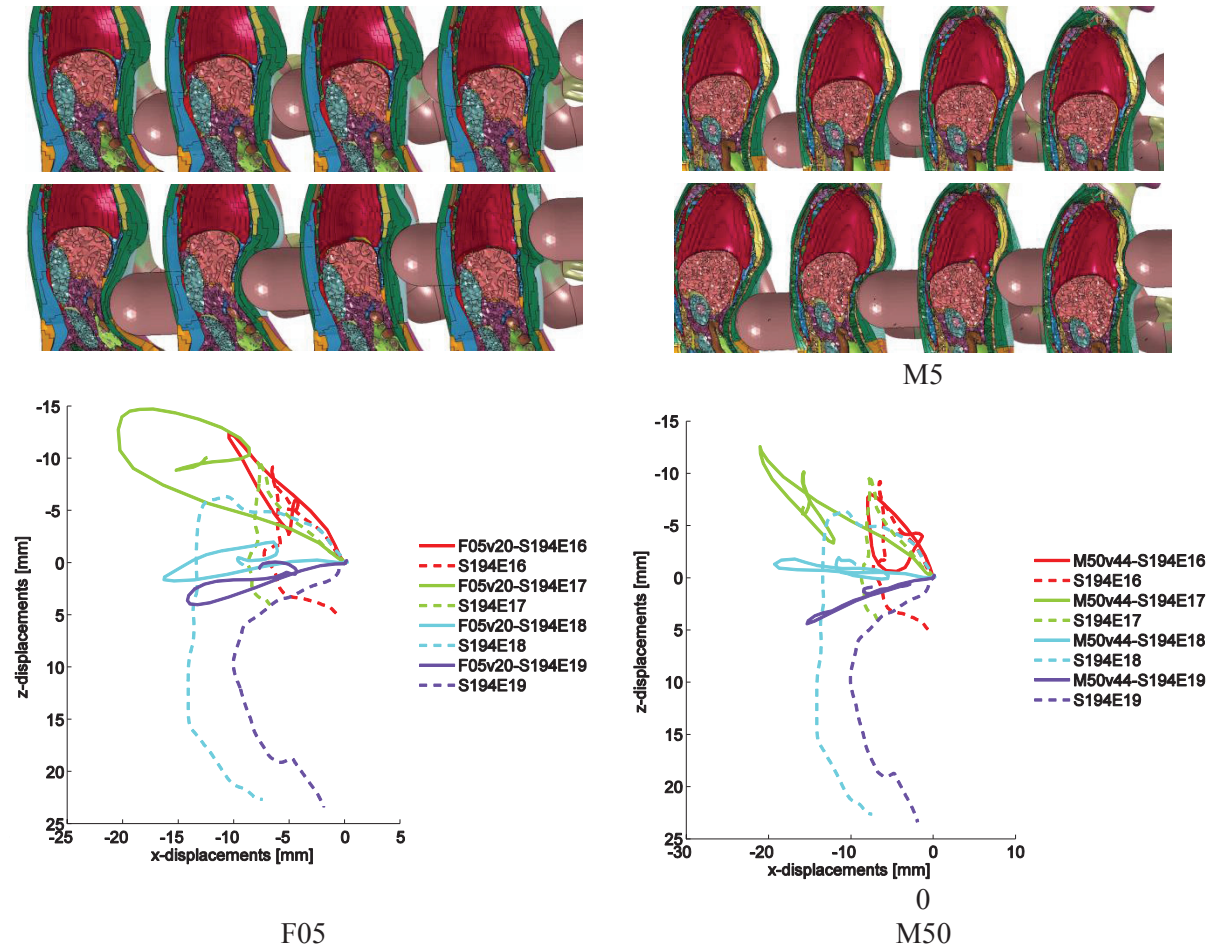 M5
-15
-10
-5
0
5
10
15
20
25
z-displacements [mm]
-25
-20
-15
-10
-5
0
5
x-displacements [mm]
F05v20-S194E16
S194E16
F05v20-S194E17
S194E17
F05v20-S194E18
S194E18
F05v20-S194E19
S194E19
-15
-10
-5
0
5
10
15
20
25
z-displacements [mm]
-30
-20
-10
0
10
x-displacements [mm]
M50v44-S194E16
S194E16
M50v44-S194E17
S194E17
M50v44-S194E18
S194E18
M50v44-S194E19
S194E19
0
F05
M50